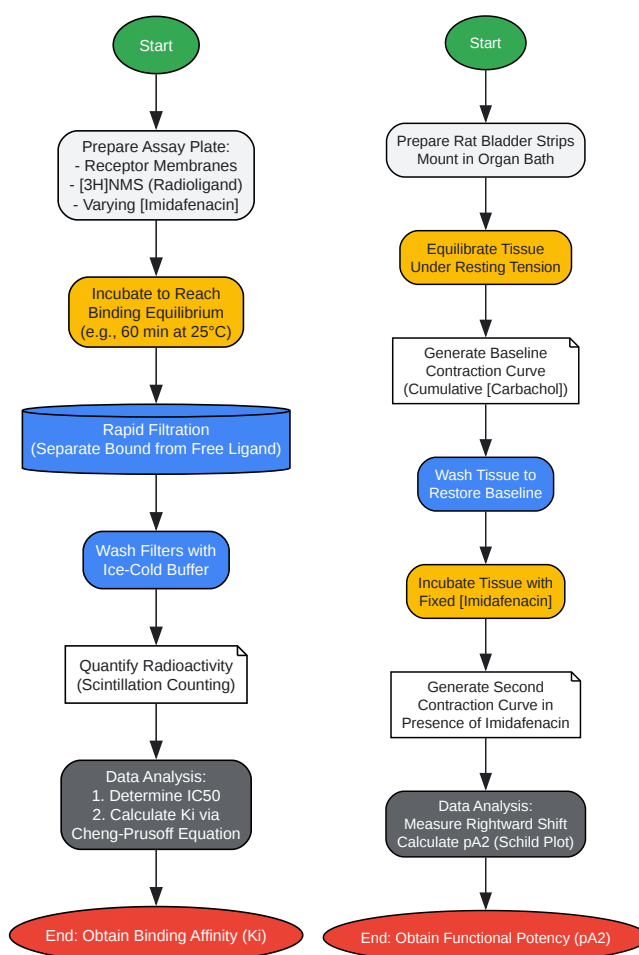 Start
Prepare Assay Plate:
- Receptor Membranes
- [3H]NMS (Radioligand)
- Varying [Imidafenacin]
Incubate to Reach
Binding Equilibrium
(e.g., 60 min at 25°C)
Rapid Filtration
(Separate Bound from Free Ligand)
Wash Filters with
Ice-Cold Buffer
Quantify Radioactivity
(Scintillation Counting)
Data Analysis:
1. Determine IC50
2. Calculate Ki via
Cheng-Prusoff Equation
End: Obtain Binding Affinity (Ki)
Start
Prepare Rat Bladder Strips
Mount in Organ Bath
Equilibrate Tissue
Under Resting Tension
Generate Baseline
Contraction Curve
(Cumulative [Carbachol])
Wash Tissue to
Restore Baseline
Incubate Tissue with
Fixed [Imidafenacin]
Generate Second
Contraction Curve in
Presence of Imidafenacin
Data Analysis:
Measure Rightward Shift
Calculate pA2 (Schild Plot)
End: Obtain Functional Potency (pA2)